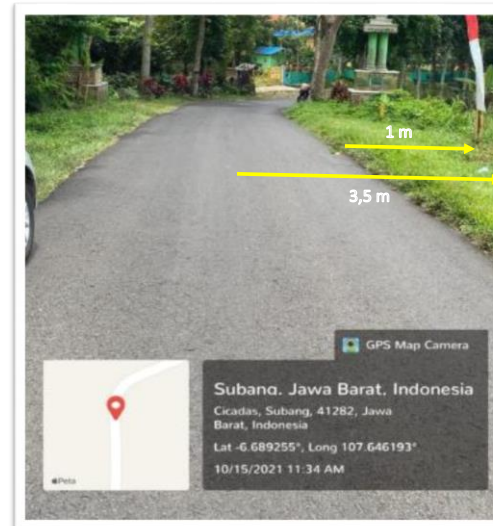 1 m
3,5 m
GPS Map Camera
Subang, Jawa Barat, Indonesia
Cicadas, Subang, 41282, Jawa
Barat, Indonesia
Lat -6.689255°, Long 107.646193°
10/15/2021 11:34 AM
Peta